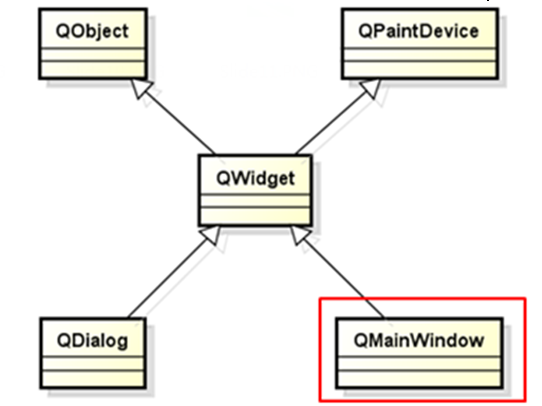 QObject
QPaintDevice
QWidget
QDialog
QMainWindow